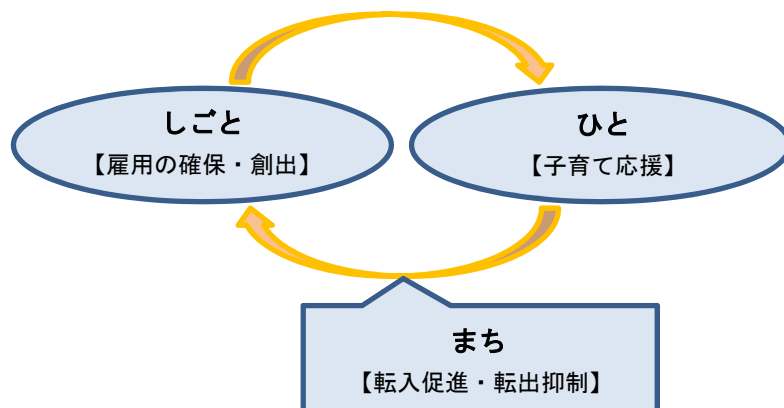 しごと
【雇用の確保・創出】
ひと
【子育て応援】
まち
【転入促進・転出抑制】